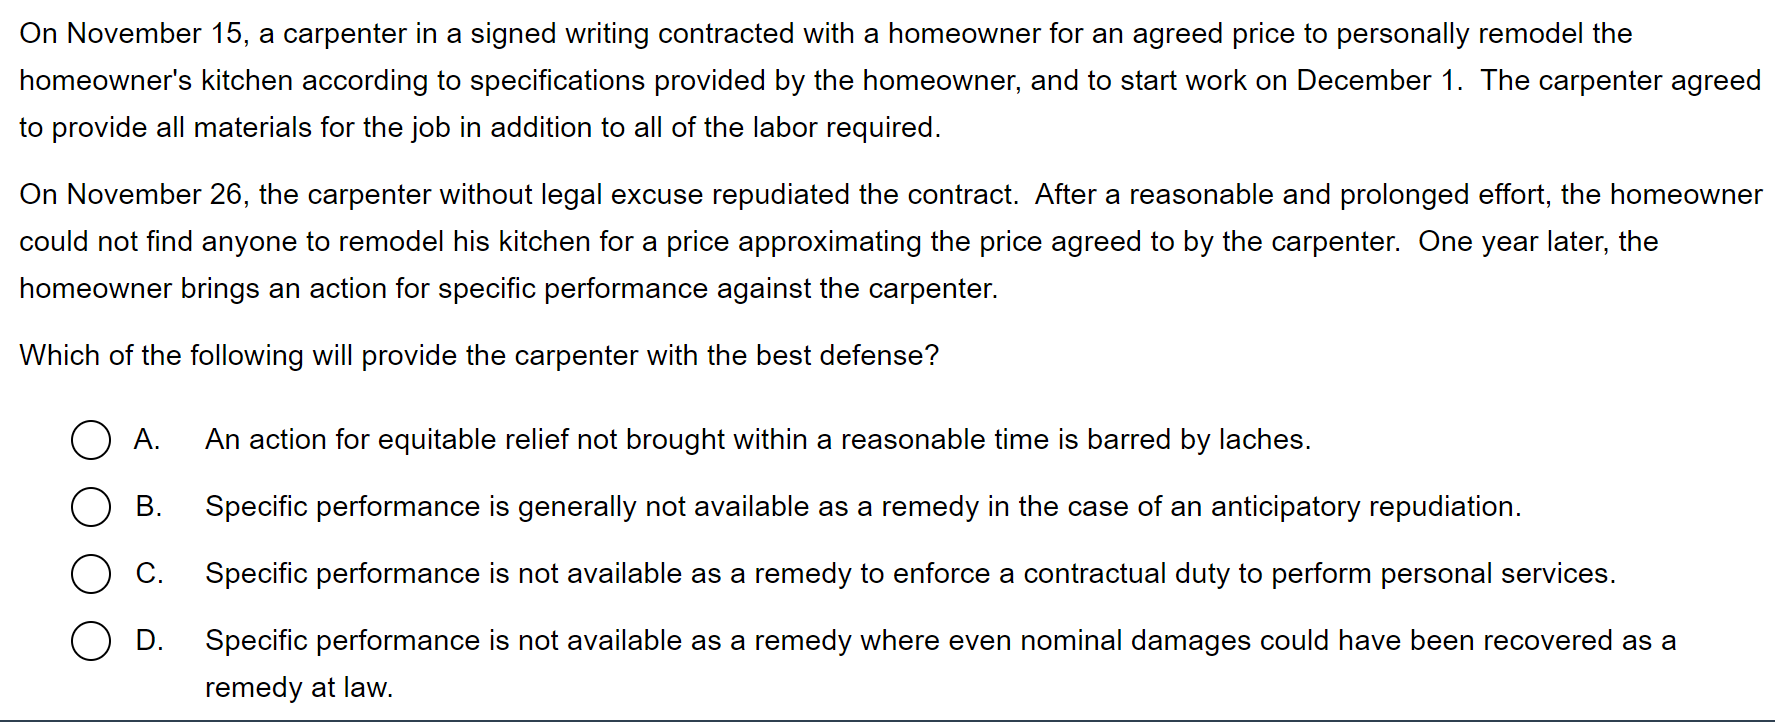 On November 15, a carpenter in a signed writing contracted with a homeowner for an agreed price to personally remodel the
homeowner's kitchen according to specifications provided by the homeowner, and to start work on December 1.  The carpenter agreed
to provide all materials for the job in addition to all of the labor required.
On November 26, the carpenter without legal excuse repudiated the contract.  After a reasonable and prolonged effort, the homeowner
could not find anyone to remodel his kitchen for a price approximating the price agreed to by the carpenter.  One year later, the
homeowner brings an action for specific performance against the carpenter.
Which of the following will provide the carpenter with the best defense?
A. An action for equitable relief not brought within a reasonable time is barred by laches.
B. Specific performance is generally not available as a remedy in the case of an anticipatory repudiation.
C. Specific performance is not available as a remedy to enforce a contractual duty to perform personal services.
D. Specific performance is not available as a remedy where even nominal damages could have been recovered as a
remedy at law.